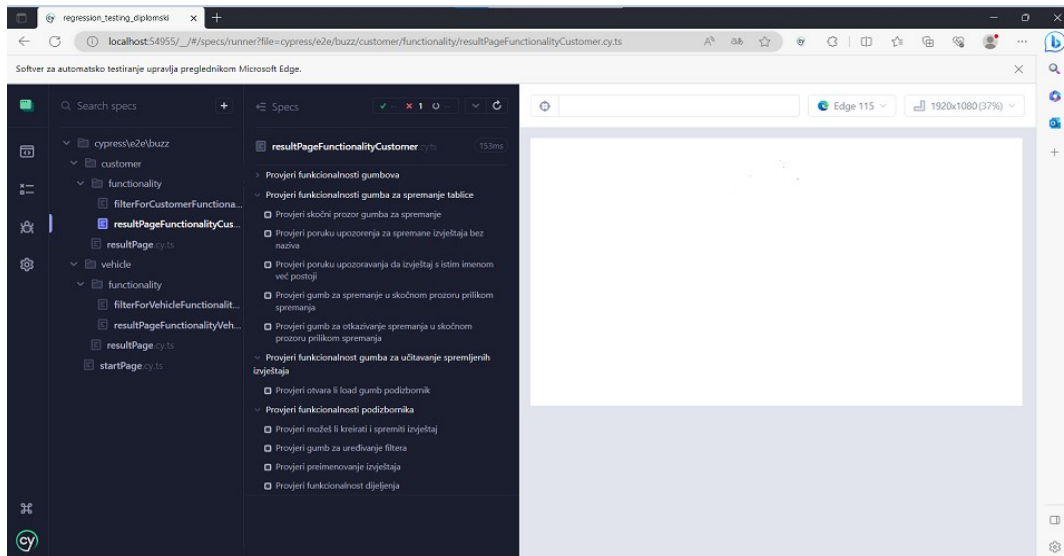 regression_testing_diplomski
localhost:54955/__/#/specs/runner?file=cypress/e2e/buzz/customer/functionality/resultPageFunctionalityCustomer.cy.ts
Softver za automatsko testiranje upravlja preglednikom Microsoft Edge.
Search specs
+
Specs
✓ -- ✕ 1
Edge 115
1920x1080 (37%)
cypress\e2e\buzz
customer
functionality
filterForCustomerFunctiona...
resultPageFunctionalityCus...
resultPage.cy.ts
vehicle
functionality
filterForVehicleFunctionalit...
resultPageFunctionalityVeh...
resultPage.cy.ts
startPage.cy.ts
cy
resultPageFunctionalityCustomer.cy.ts 153ms
Provjeri funkcionalnosti gumbova
Provjeri funkcionalnosti gumba za spremanje tablice
Provjeri skočni prozor gumba za spremanje
Provjeri poruku upozorenja za spremane izvještaja bez
naziva
Provjeri poruku upozoravanja da izvještaj s istim imenom
već postoji
Provjeri gumb za spremanje u skočnom prozoru prilikom
spremanja
Provjeri gumb za otkazivanje spremanja u skočnom
prozoru prilikom spremanja
Provjeri funkcionalnost gumba za učitavanje spremljenih
izvještaja
Provjeri otvara li load gumb podizbornik
Provjeri funkcionalnosti podizbornika
Provjeri možeš li kreirati i spremiti izvještaj
Provjeri gumb za uređivanje filtera
Provjeri preimenovanje izvještaja
Provjeri funkcionalnost dijeljenja